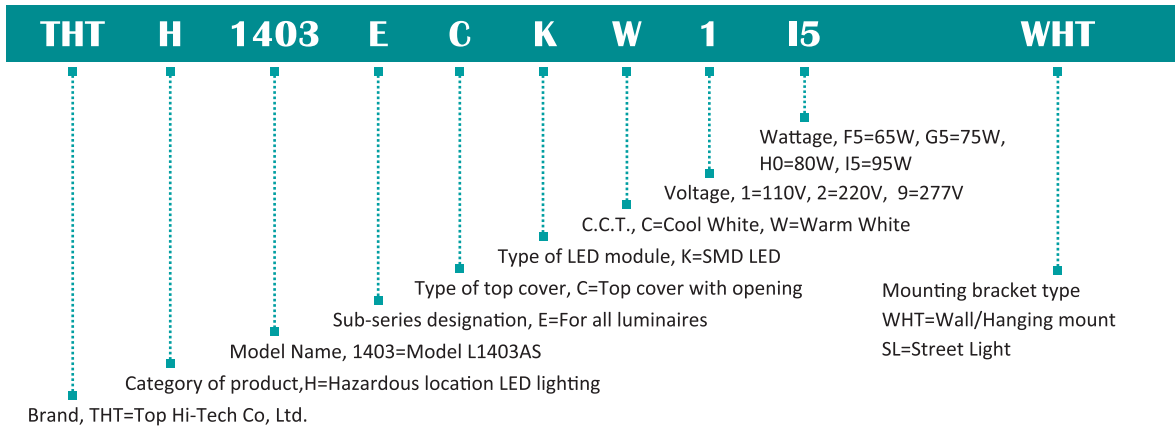 THT H 1403 E C K W 1 I5 WHT
Wattage, F5=65W, G5=75W,
H0=80W, I5=95W
Voltage, 1=110V, 2=220V, 9=277V
C.C.T., C=Cool White, W=Warm White
Type of LED module, K=SMD LED
Type of top cover, C=Top cover with opening
Mounting bracket type
Sub-series designation, E=For all luminaires
WHT=Wall/Hanging mount
Model Name, 1403=Model L1403AS
SL=Street Light
Category of product,H=Hazardous location LED lighting
Brand, THT=Top Hi-Tech Co, Ltd.